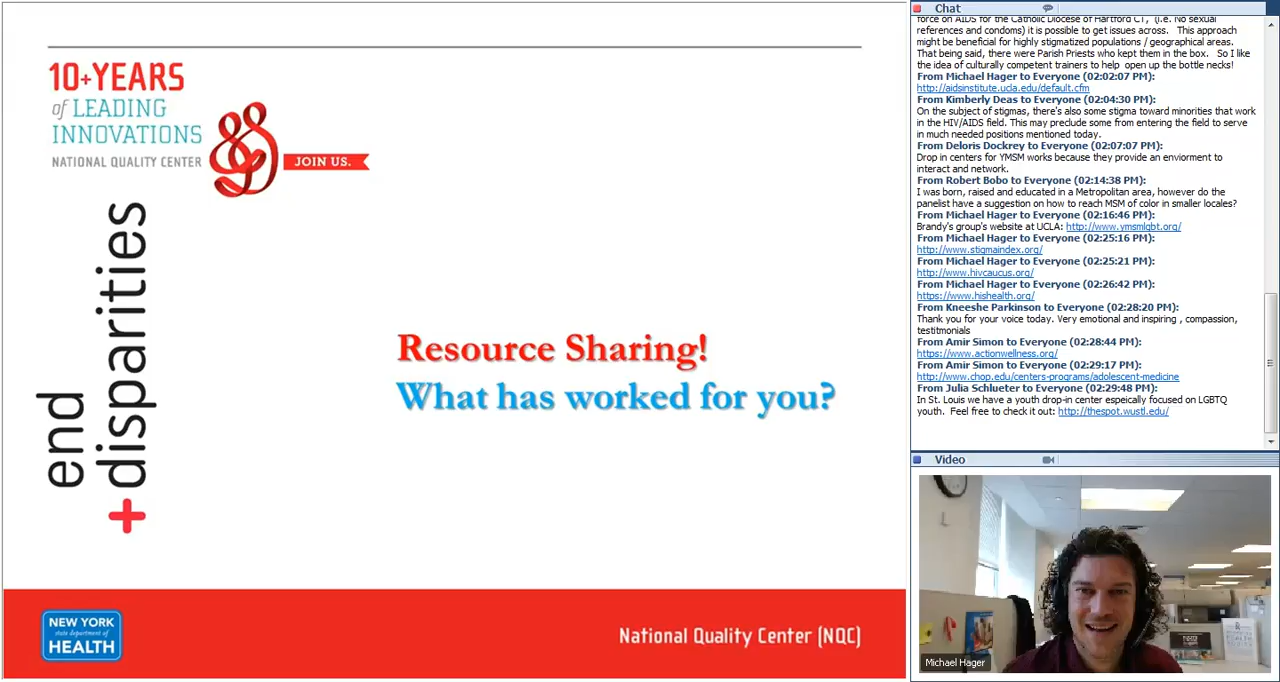 10+YEARS
of LEADING
INNOVATIONS
NATIONAL QUALITY CENTER
JOIN US.
end
+disparities
Resource Sharing!
What has worked for you?
NEW YORK
state department of
HEALTH
National Quality Center (NQC)
Chat
force on AIDS for the Catholic Diocese of Hartford CT, (i.e. No sexual
references and condoms) it is possible to get issues across. This approach
might be beneficial for highly stigmatized populations / geographical areas.
That being said, there were Parish Priests who kept them in the box. So I like
the idea of culturally competent trainers to help open up the bottle necks!
From Michael Hager to Everyone (02:02:07 PM):
http://aidsinstitute.ucla.edu/default.cfm
From Kimberly Deas to Everyone (02:04:30 PM):
On the subject of stigmas, there's also some stigma toward minorities that work
in the HIV/AIDS field. This may preclude some from entering the field to serve
in much needed positions mentioned today.
From Deloris Dockrey to Everyone (02:07:07 PM):
Drop in centers for YMSM works because they provide an enviorment to
interact and network.
From Robert Bobo to Everyone (02:14:38 PM):
I was born, raised and educated in a Metropolitan area, however do the
panelist have a suggestion on how to reach MSM of color in smaller locales?
From Michael Hager to Everyone (02:16:46 PM):
Brandy's group's website at UCLA: http://www.ymsmlgbt.org/
From Michael Hager to Everyone (02:25:16 PM):
http://www.stigmaindex.org/
From Michael Hager to Everyone (02:25:21 PM):
http://www.hivcaucus.org/
From Michael Hager to Everyone (02:26:42 PM):
https://www.hishealth.org/
From Kneeshe Parkinson to Everyone (02:28:20 PM):
Thank you for your voice today. Very emotional and inspiring , compassion,
testitmonials
From Amir Simon to Everyone (02:28:44 PM):
https://www.actionwellness.org/
From Amir Simon to Everyone (02:29:17 PM):
http://www.chop.edu/centers-programs/adolescent-medicine
From Julia Schlueter to Everyone (02:29:48 PM):
In St. Louis we have a youth drop-in center espeically focused on LGBTQ
youth. Feel free to check it out: http://thespot.wustl.edu/
Video
Michael Hager